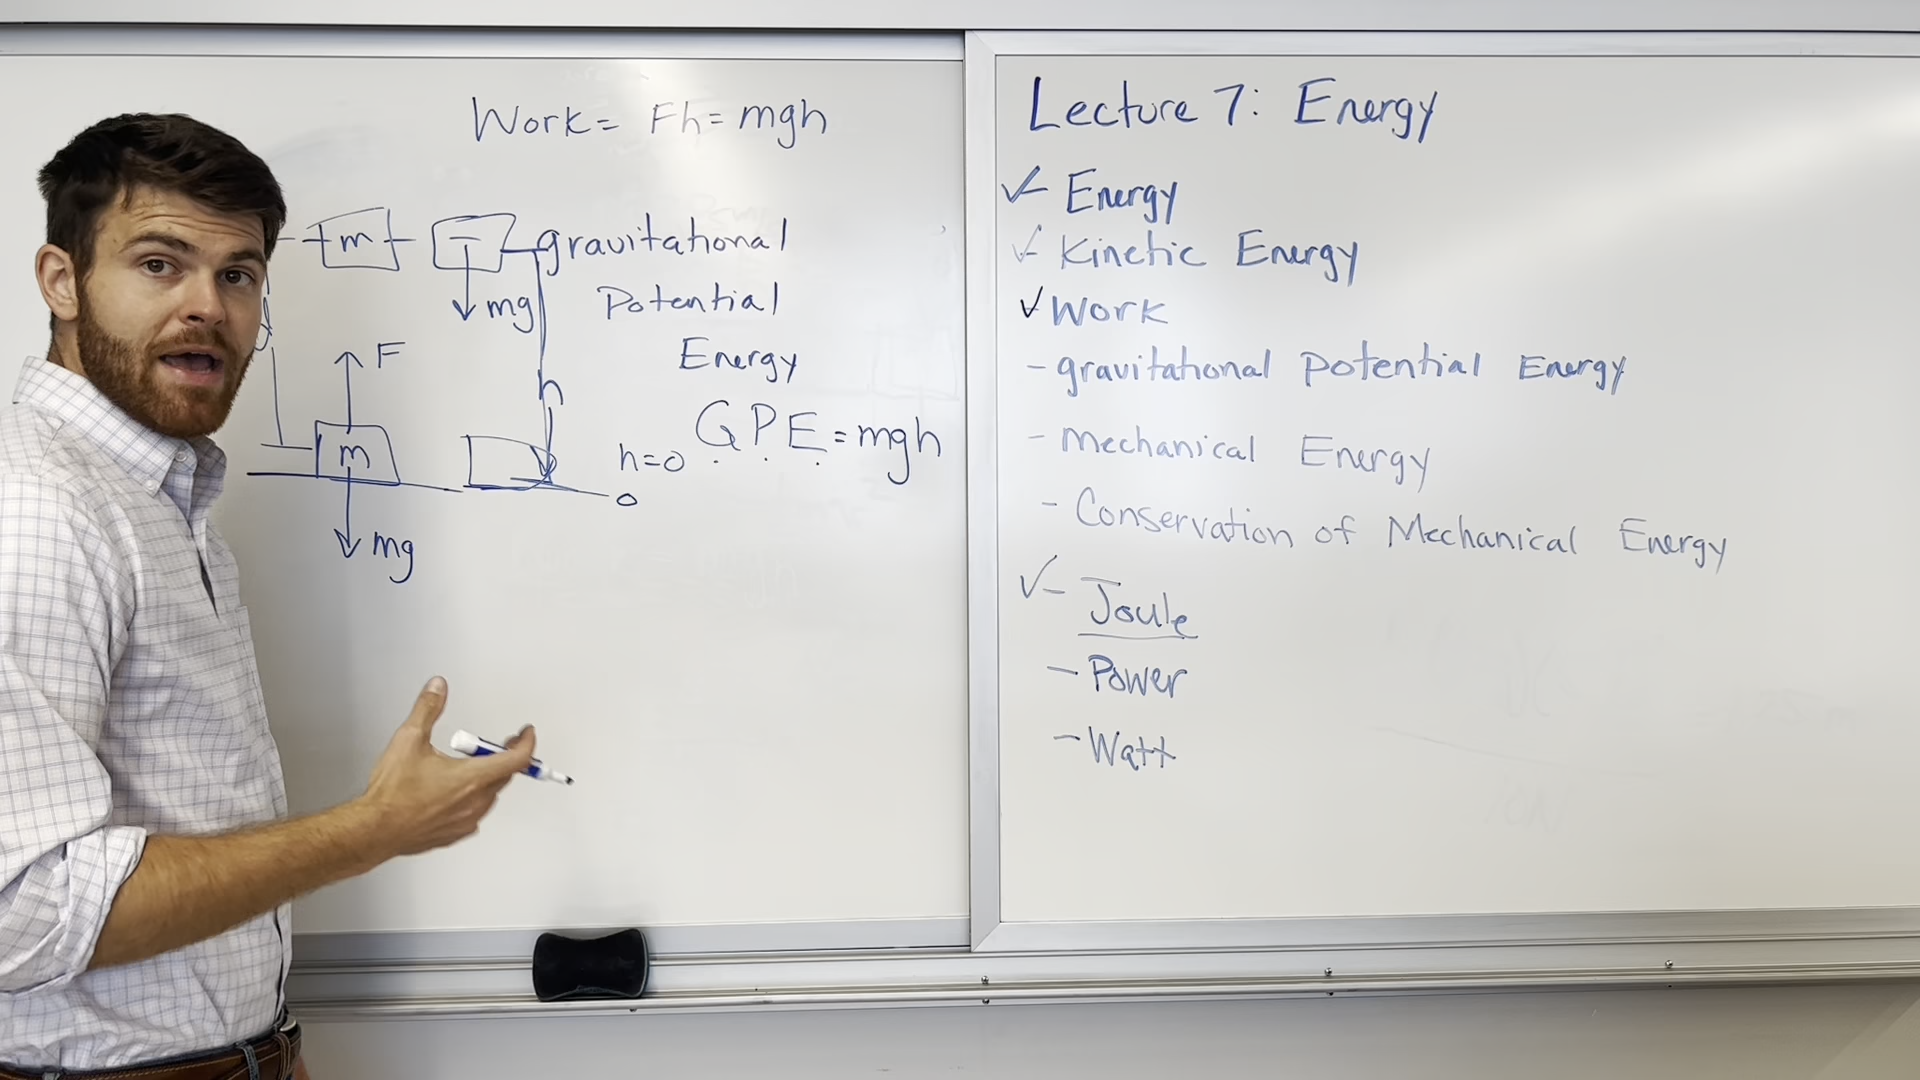 Work = Fh = mgh
m
gravitational
mg
Potential
F
Energy
h
m
h=0
G.P.E. = mgh
0
mg
Lecture 7: Energy
✓ Energy
✓ Kinetic Energy
✓ Work
- gravitational Potential Energy
- Mechanical Energy
- Conservation of Mechanical Energy
✓- Joule
- Power
- Watt